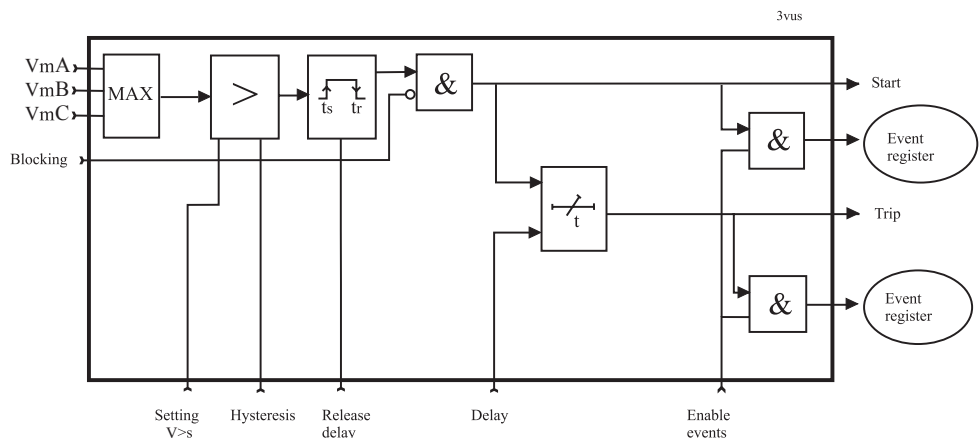 3vus
VmA
VmB
VmC
MAX
>
ts
tr
&
Start
Blocking
&
Event
register
t
Trip
&
Event
register
Setting
V>s
Hysteresis
Release
delay
Delay
Enable
events